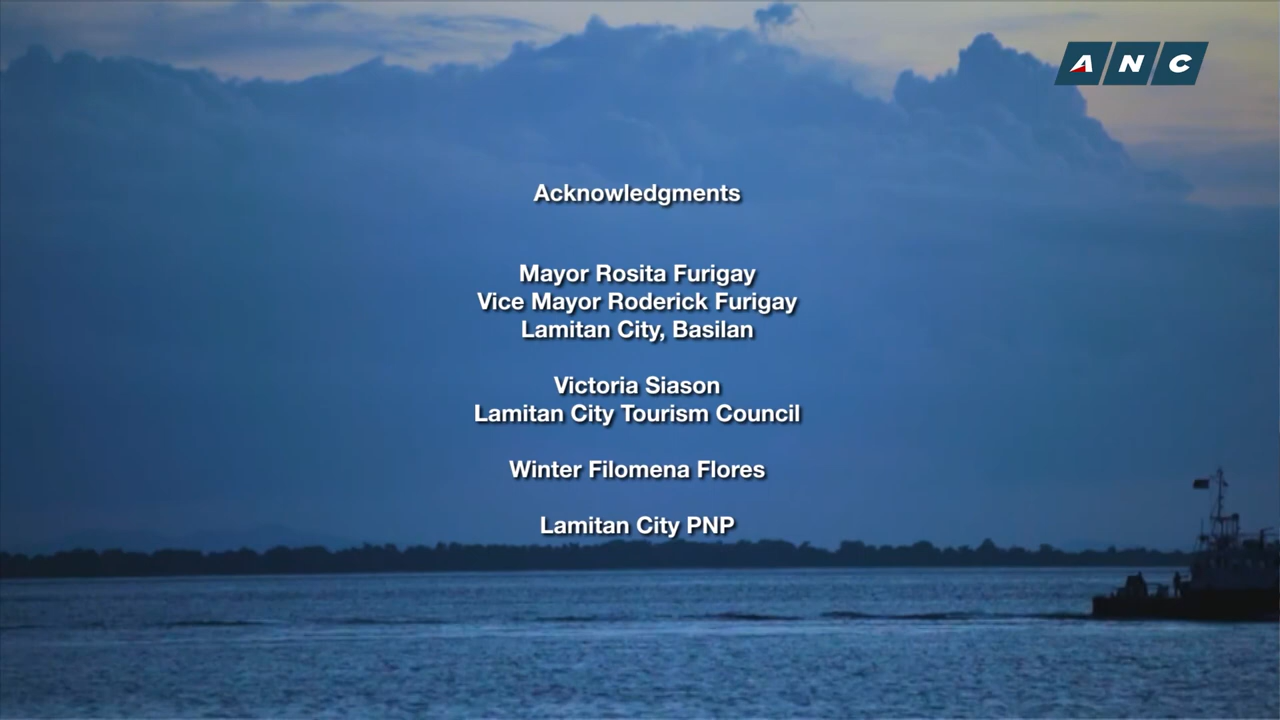 ANC
Acknowledgments
Mayor Rosita Furigay
Vice Mayor Roderick Furigay
Lamitan City, Basilan
Victoria Siason
Lamitan City Tourism Council
Winter Filomena Flores
Lamitan City PNP